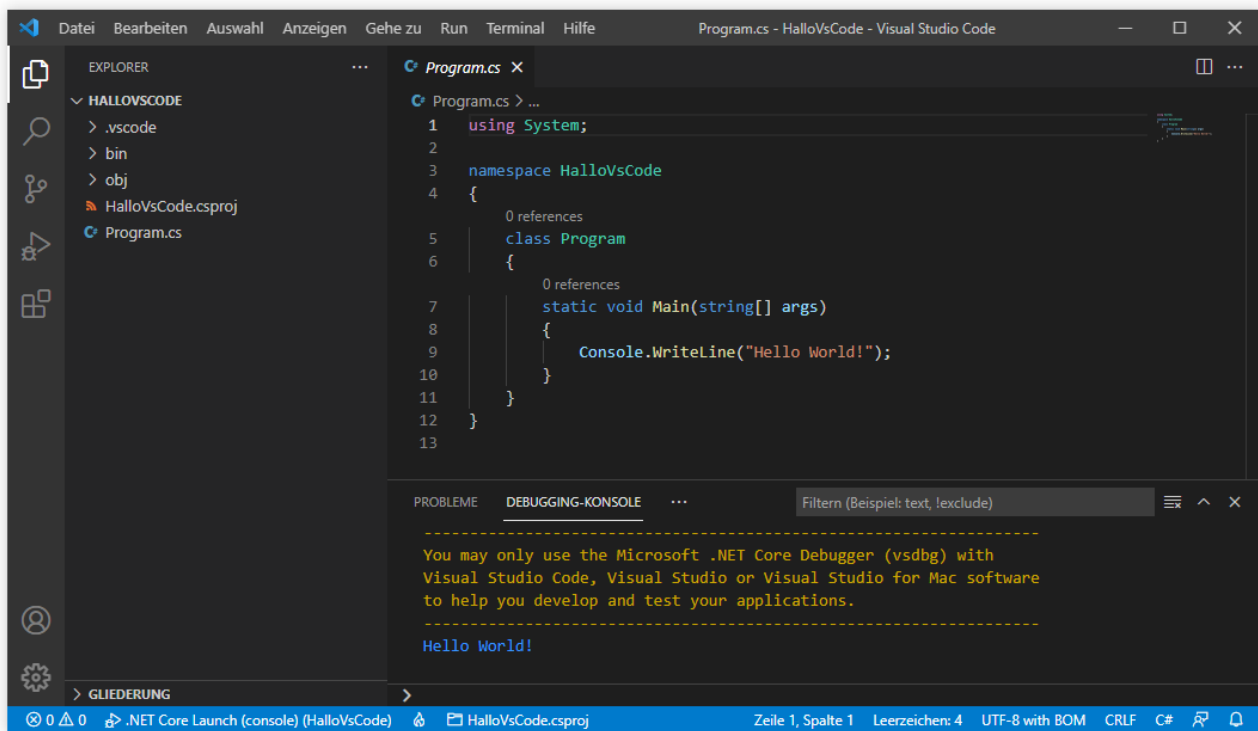 Datei Bearbeiten Auswahl Anzeigen Gehe zu Run Terminal Hilfe Program.cs - HalloVsCode - Visual Studio Code
EXPLORER ···
HALLOVSCODE
.vscode
bin
obj
HalloVsCode.csproj
Program.cs
GLIEDERUNG
C# Program.cs
C# Program.cs > ...
1 using System;
2
3 namespace HalloVsCode
4 {
0 references
5 class Program
6 {
0 references
7 static void Main(string[] args)
8 {
9 Console.WriteLine("Hello World!");
10 }
11 }
12 }
13
PROBLEME DEBUGGING-KONSOLE ··· Filtern (Beispiel: text, !exclude)
-------------------------------------------------------------------
You may only use the Microsoft .NET Core Debugger (vsdbg) with
Visual Studio Code, Visual Studio or Visual Studio for Mac software
to help you develop and test your applications.
-------------------------------------------------------------------
Hello World!
>
0 0 .NET Core Launch (console) (HalloVsCode) HalloVsCode.csproj Zeile 1, Spalte 1 Leerzeichen: 4 UTF-8 with BOM CRLF C#